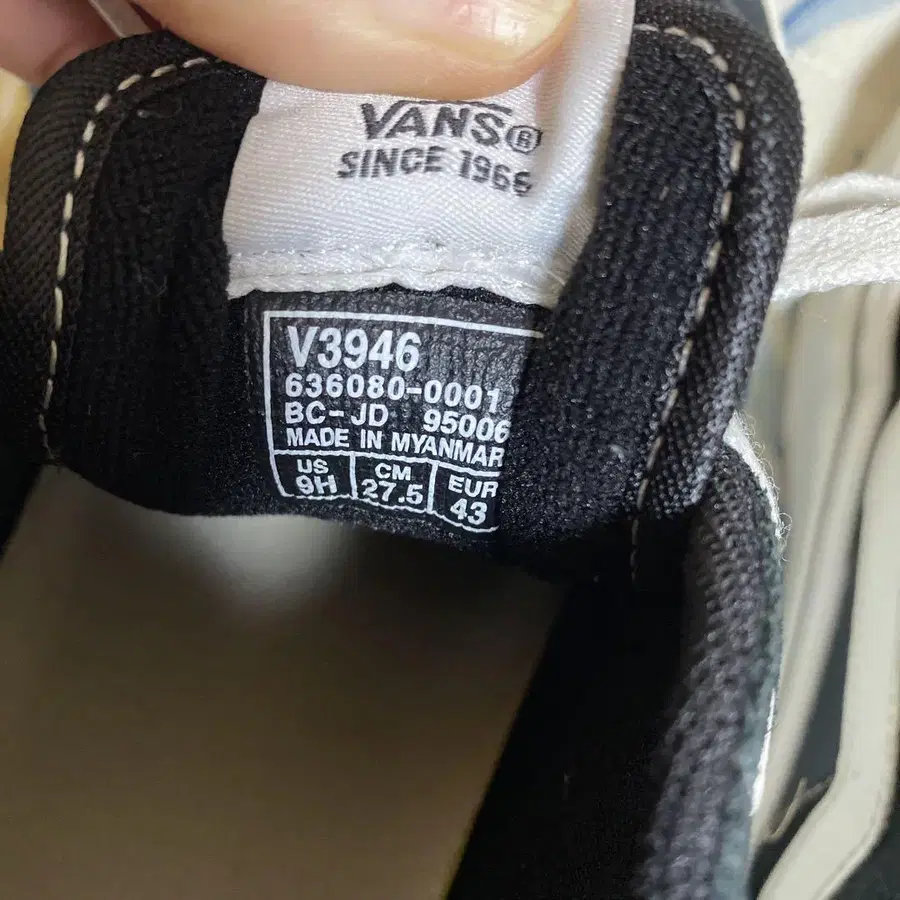 VANS®
SINCE 1966
V3946
636080-0001
BC-JD 95006
MADE IN MYANMAR
US CM EUR
9H 27.5 43